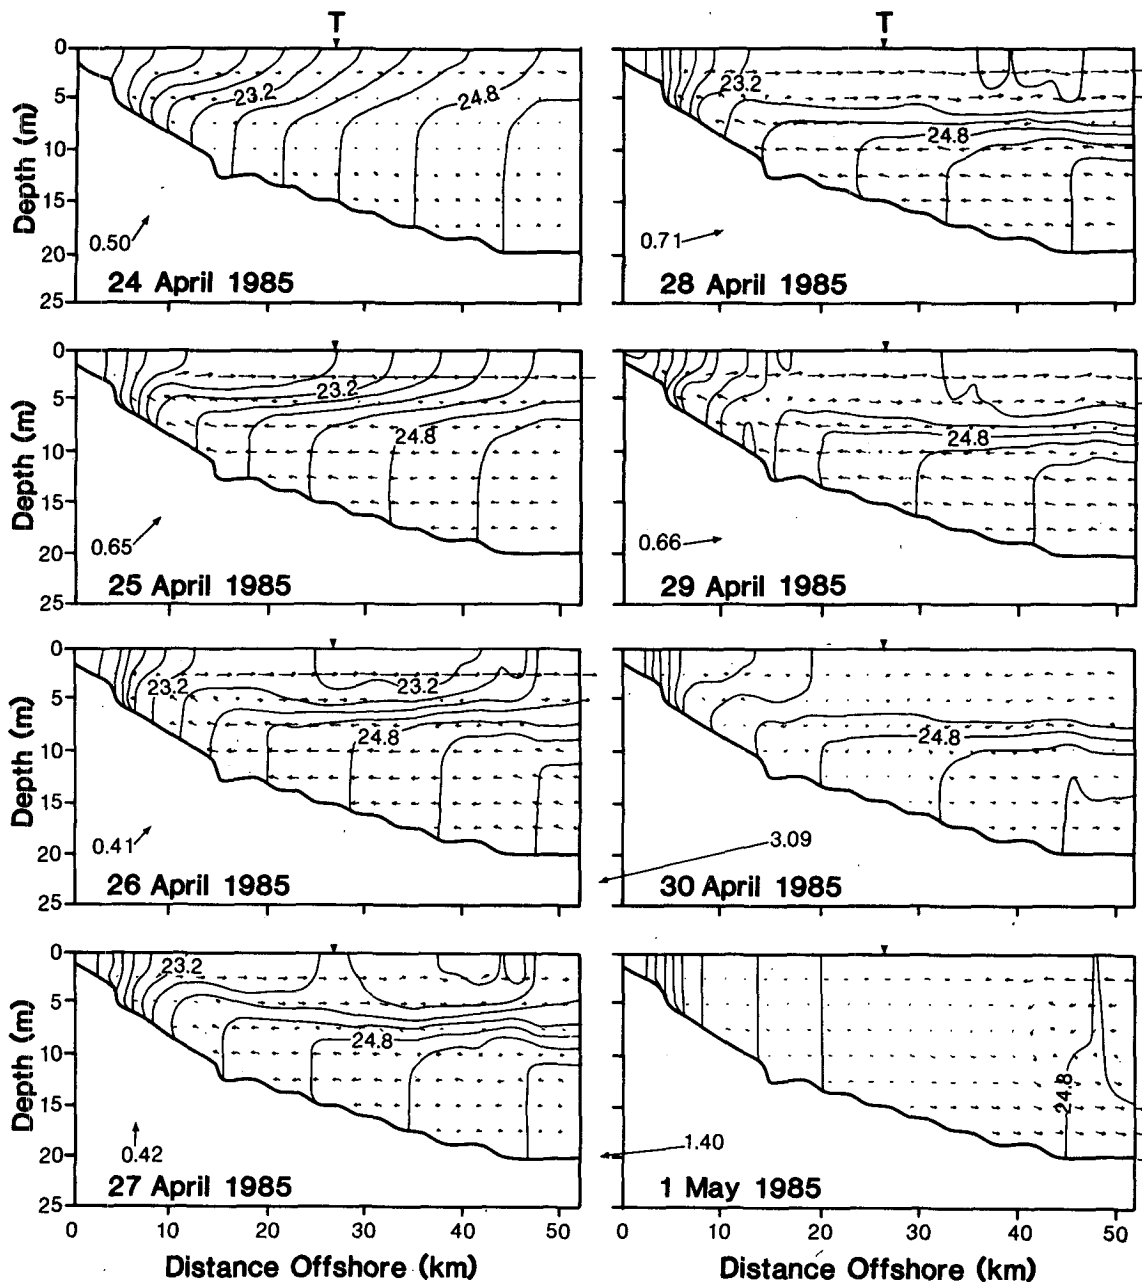 T
T
0
5
10
15
20
25
Depth (m)
23.2
24.8
0.50
24 April 1985
23.2
24.8
0.71
28 April 1985
0
5
10
15
20
25
Depth (m)
23.2
24.8
0.65
25 April 1985
24.8
0.66
29 April 1985
0
5
10
15
20
25
Depth (m)
23.2
23.2
24.8
0.41
26 April 1985
24.8
3.09
30 April 1985
0
5
10
15
20
25
Depth (m)
23.2
24.8
0.42
27 April 1985
24.8
1.40
1 May 1985
0 10 20 30 40 50
Distance Offshore (km)
0 10 20 30 40 50
Distance Offshore (km)